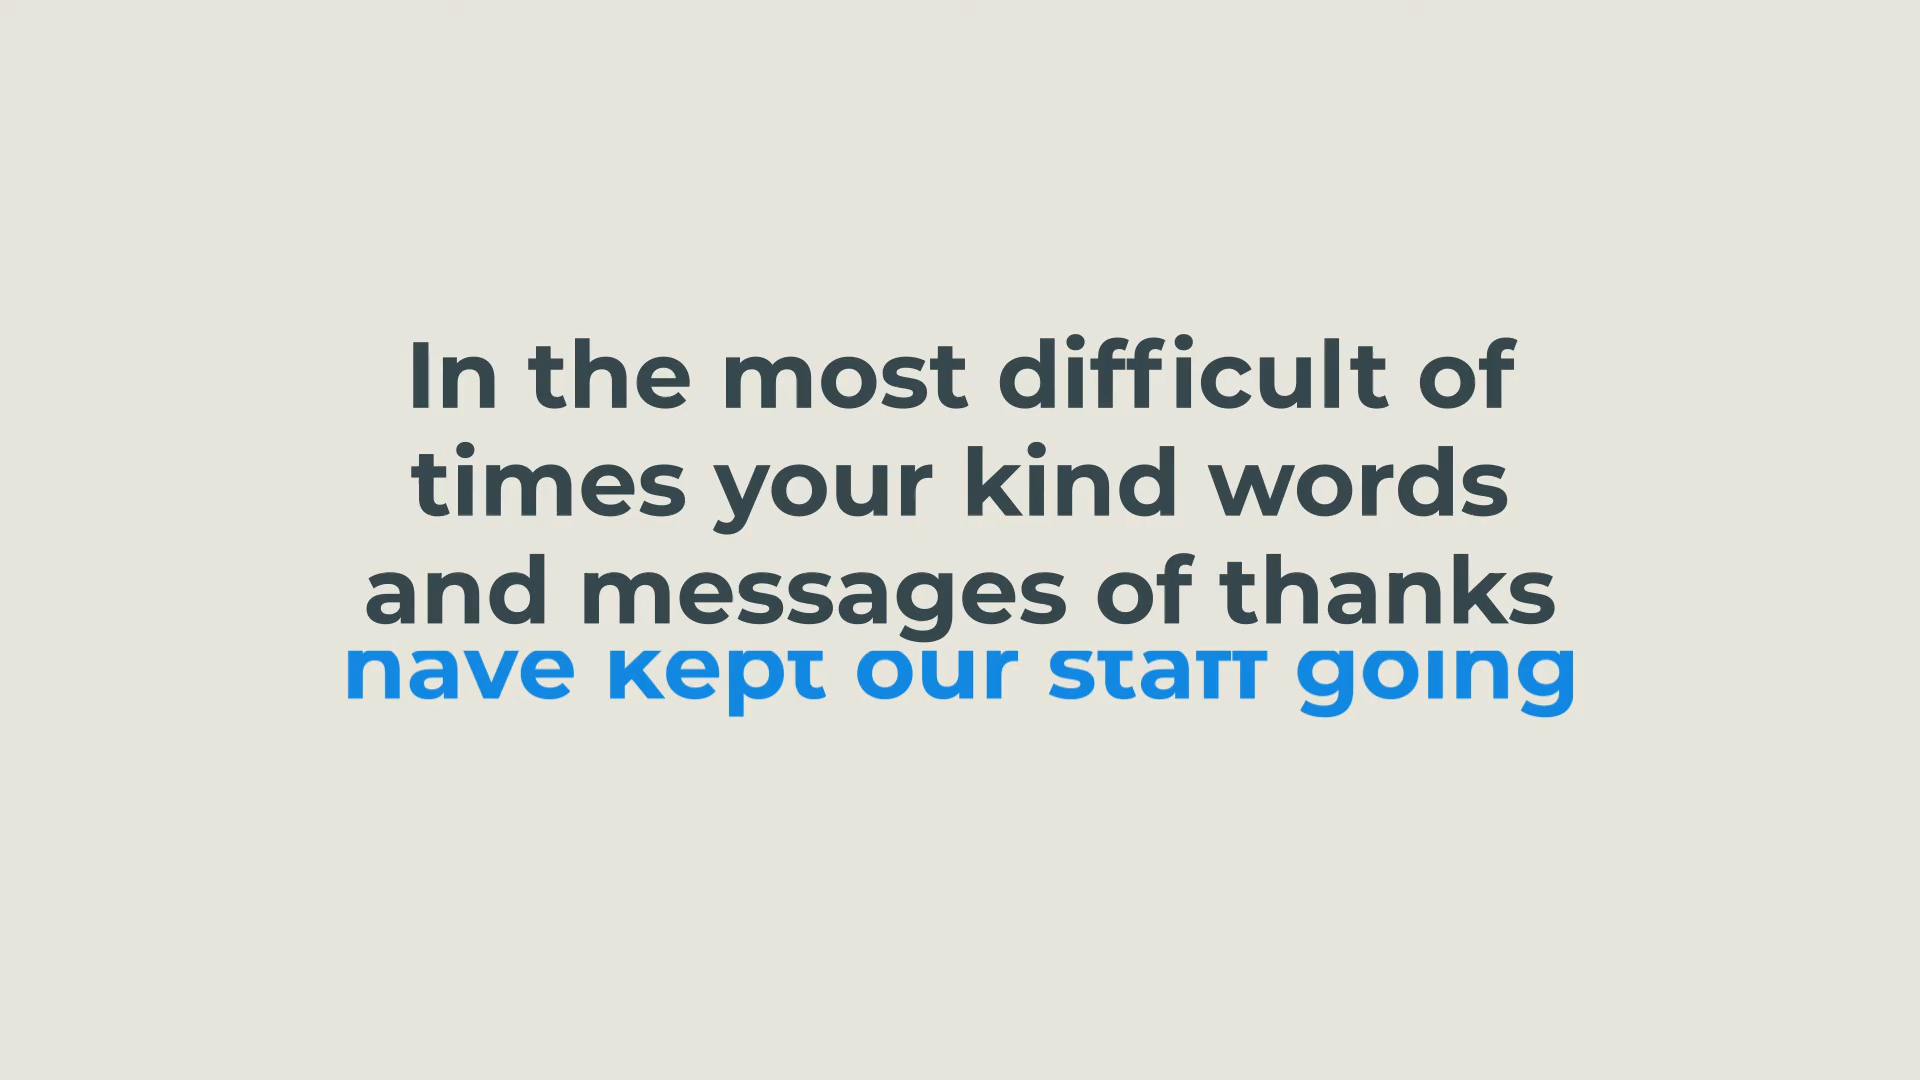 In the most difficult of
times your kind words
and messages of thanks
have kept our staff going